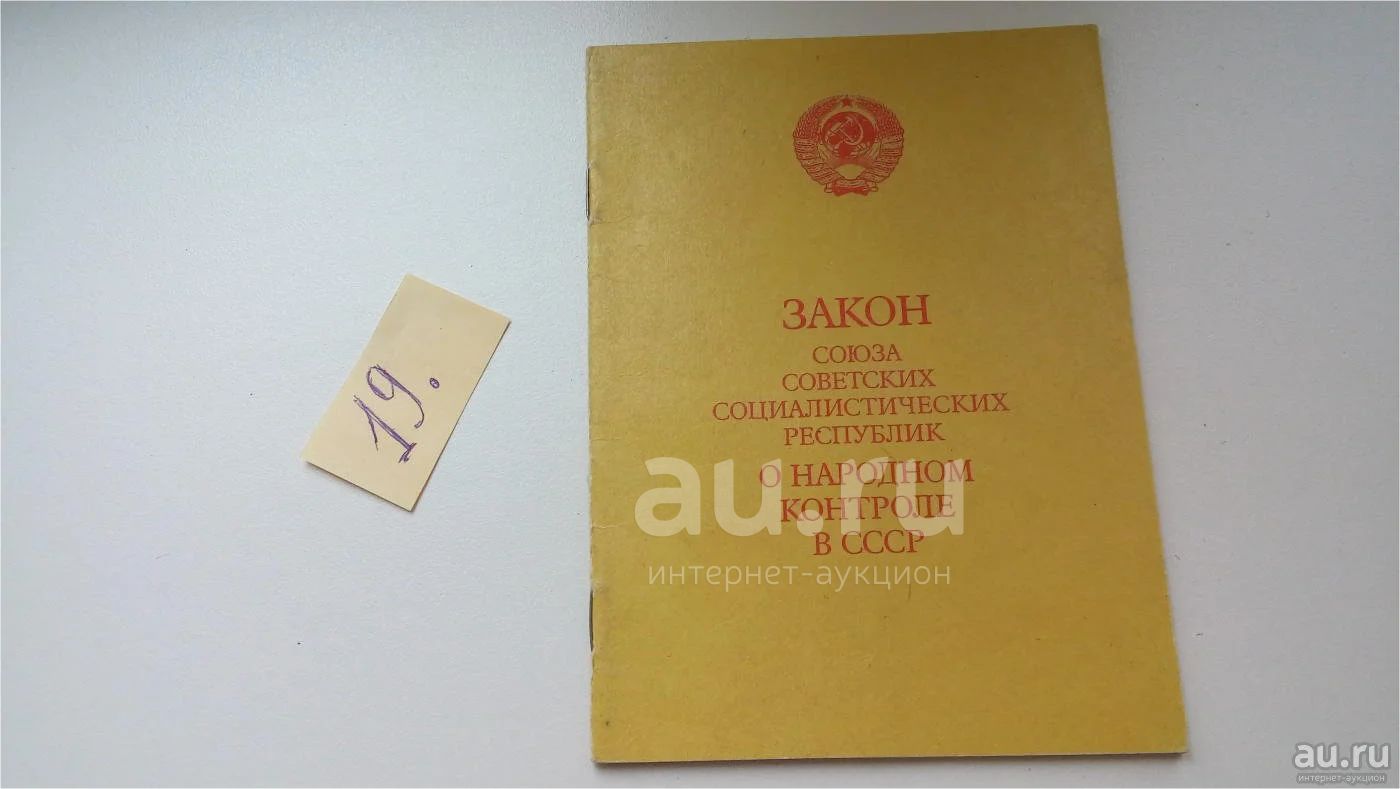 19.
ЗАКОН
СОЮЗА
СОВЕТСКИХ
СОЦИАЛИСТИЧЕСКИХ
РЕСПУБЛИК
О НАРОДНОМ
КОНТРОЛЕ
В СССР
au.ru
интернет-аукцион
au.ru
интернет-аукцион